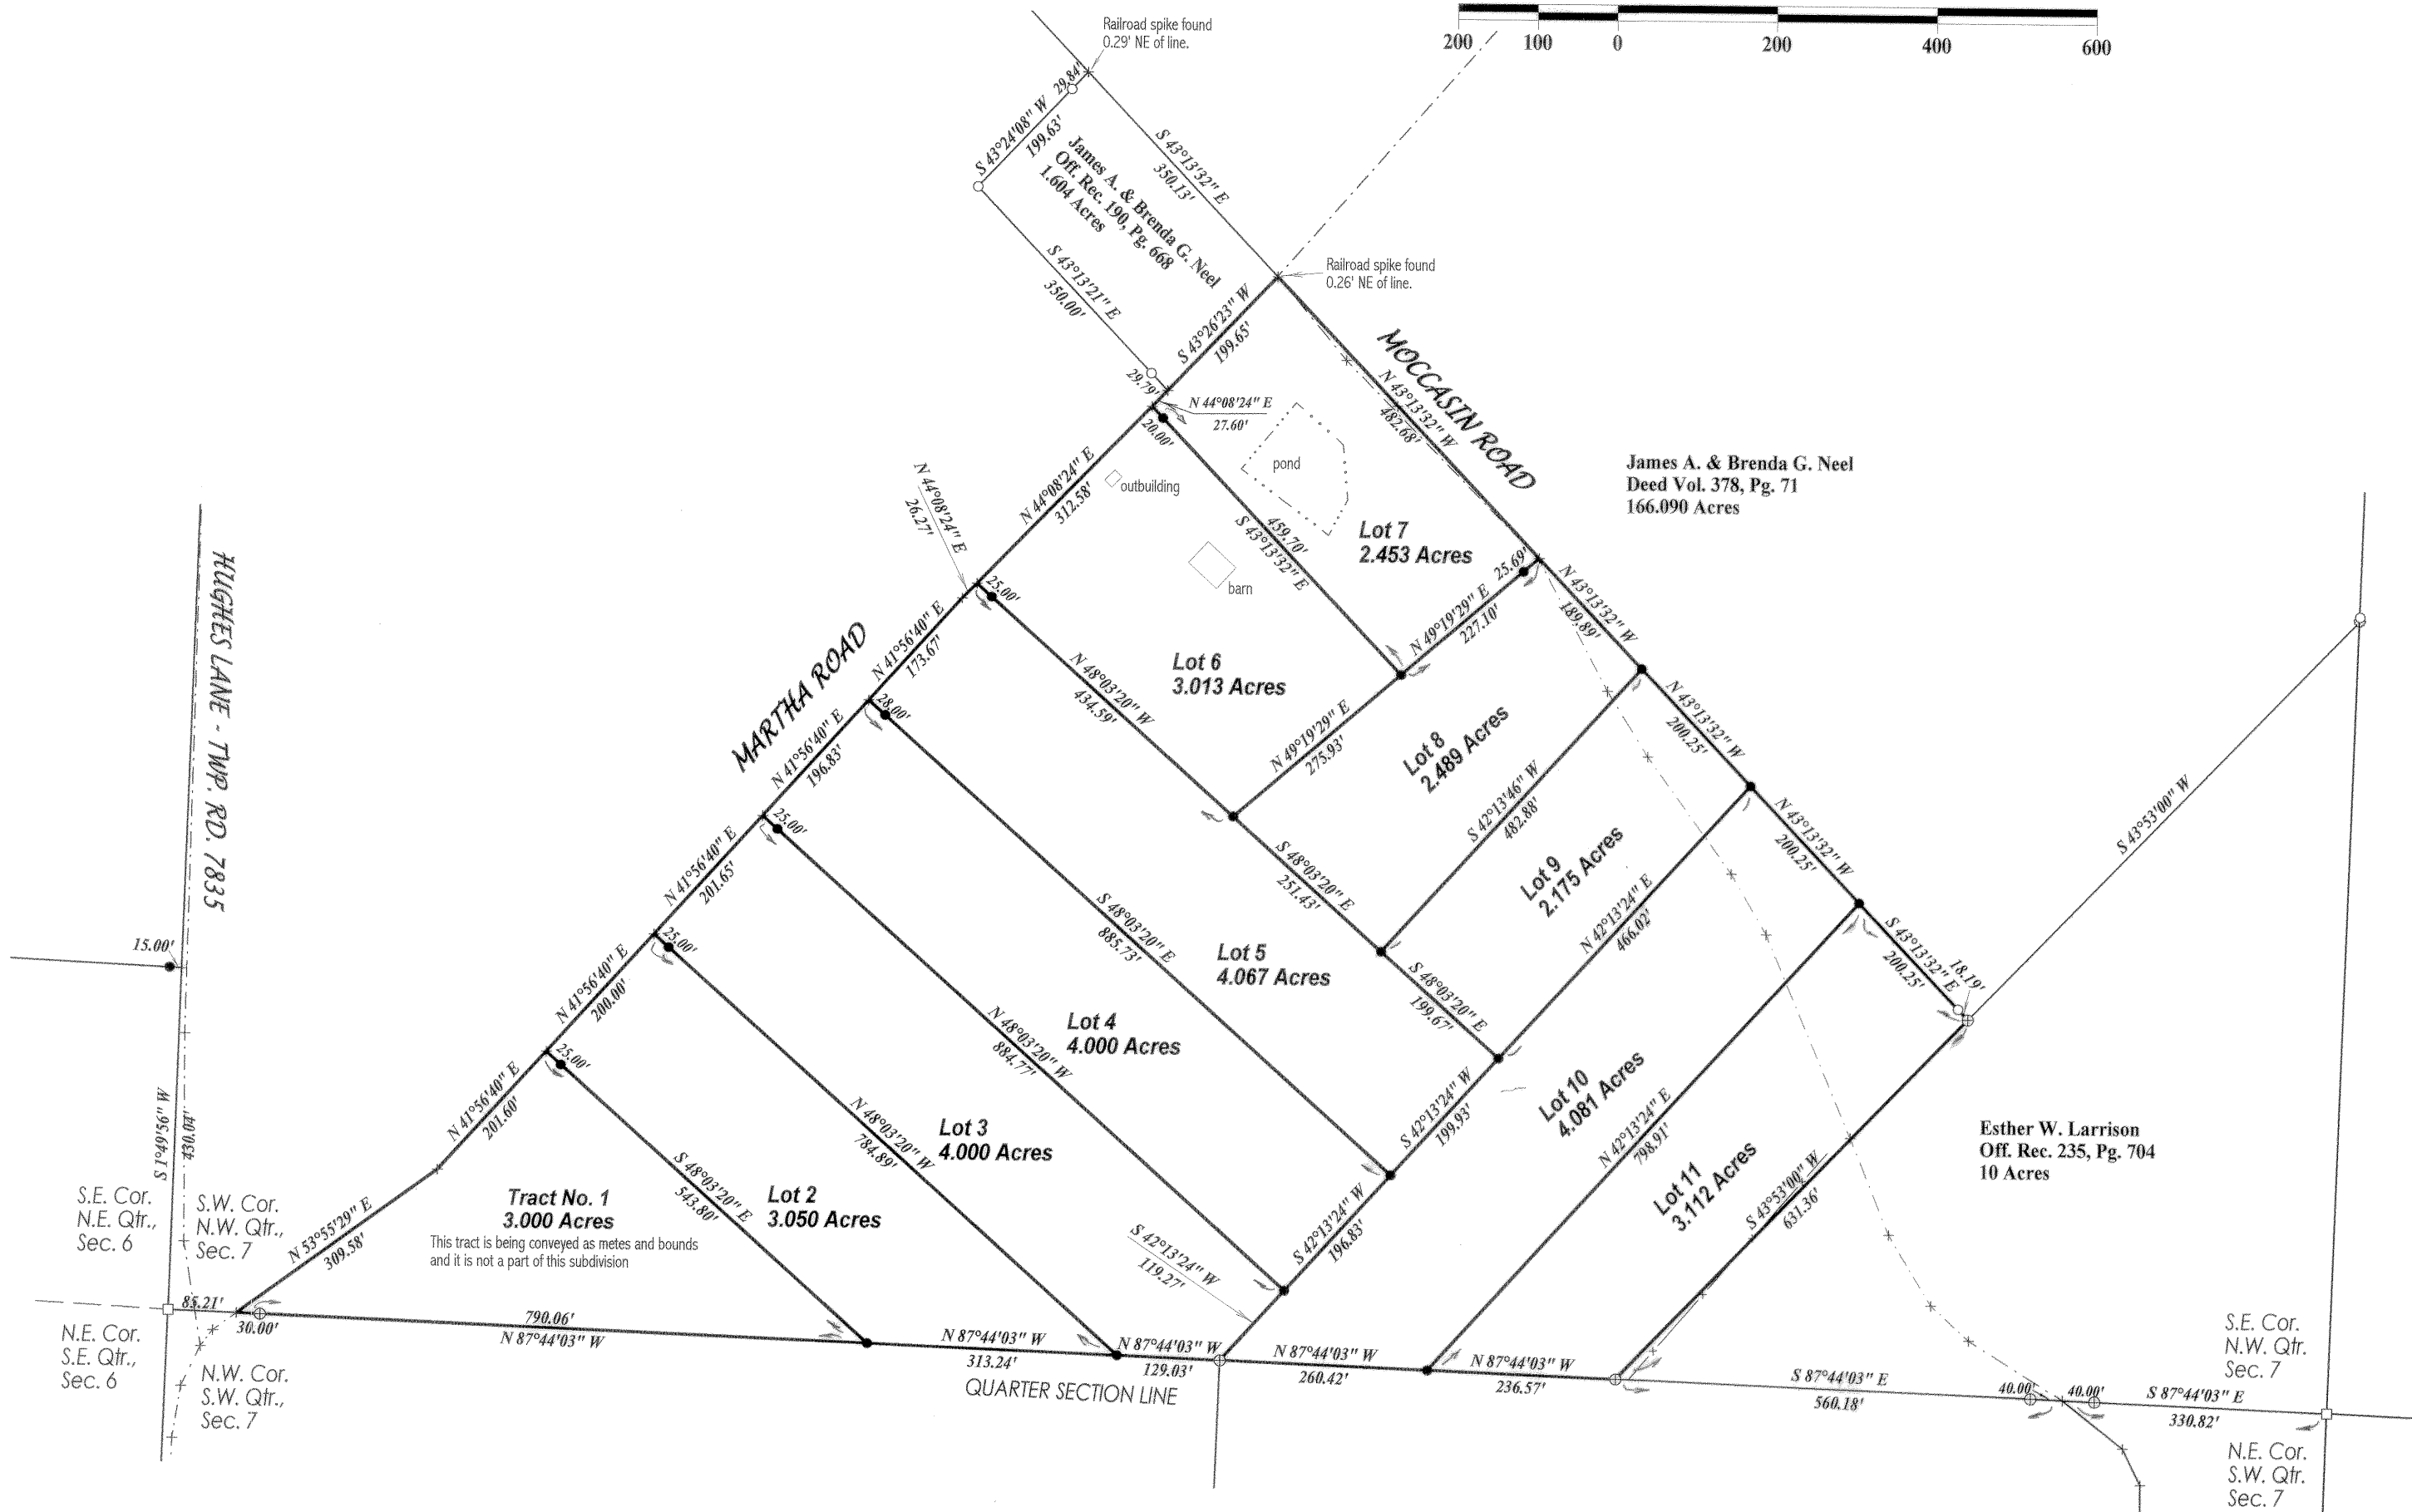 200 100 0 200 400 600
Railroad spike found
0.29' NE of line.
29.84'
S 43°24'08" W
199.63'
S 43°13'32" E
350.13'
James A. & Brenda G. Neel
Off. Rec. 190, Pg. 668
1.604 Acres
S 43°13'21" E
350.00'
Railroad spike found
0.26' NE of line.
S 43°26'23" W
199.65'
29.79'
N 44°08'24" E
27.60'
20.00'
MOCCASIN ROAD
N 43°13'32" W
482.68'
pond
outbuilding
barn
N 44°08'24" E
312.58'
N 44°08'24" E
26.27'
459.70'
S 43°13'32" E
Lot 7
2.453 Acres
25.69'
N 49°19'29" E
227.10'
James A. & Brenda G. Neel
Deed Vol. 378, Pg. 71
166.090 Acres
HUGHES LANE - TWP. RD. 7835
MARTHA ROAD
N 41°56'40" E
173.67'
25.00'
N 48°03'20" W
434.59'
Lot 6
3.013 Acres
N 49°19'29" E
275.93'
N 43°13'32" W
189.89'
Lot 8
2.489 Acres
N 43°13'32" W
200.25'
S 42°13'46" W
482.88'
28.00'
N 41°56'40" E
196.83'
25.00'
N 41°56'40" E
201.65'
S 48°03'20" E
251.43'
Lot 9
2.175 Acres
N 43°13'32" W
200.25'
N 42°13'24" E
466.02'
S 43°53'00" W
S 48°03'20" E
885.73'
Lot 5
4.067 Acres
S 48°03'20" E
199.67'
S 43°13'32" E
200.25'
18.19'
15.00'
25.00'
N 41°56'40" E
200.00'
Lot 4
4.000 Acres
N 48°03'20" W
884.77'
25.00'
N 41°56'40" E
201.60'
N 48°03'20" W
784.89'
Lot 3
4.000 Acres
S 42°13'24" W
199.93'
Lot 10
4.081 Acres
N 42°13'24" E
798.91'
Lot 11
3.112 Acres
S 43°53'00" W
631.36'
Esther W. Larrison
Off. Rec. 235, Pg. 704
10 Acres
S 1°49'56" W
430.04'
S.E. Cor.
N.E. Qtr.,
Sec. 6
S.W. Cor.
N.W. Qtr.,
Sec. 7
N 53°55'29" E
309.58'
Tract No. 1
3.000 Acres
This tract is being conveyed as metes and bounds
and it is not a part of this subdivision
S 48°03'20" E
543.80'
Lot 2
3.050 Acres
S 42°13'24" W
119.27'
S 42°13'24" W
196.83'
85.21'
30.00'
790.06'
N 87°44'03" W
N 87°44'03" W
313.24'
N 87°44'03" W
129.03'
N 87°44'03" W
260.42'
N 87°44'03" W
236.57'
S 87°44'03" E
560.18'
40.00'
40.00'
S 87°44'03" E
330.82'
QUARTER SECTION LINE
N.E. Cor.
S.E. Qtr.,
Sec. 6
N.W. Cor.
S.W. Qtr.,
Sec. 7
S.E. Cor.
N.W. Qtr.
Sec. 7
N.E. Cor.
S.W. Qtr.
Sec. 7